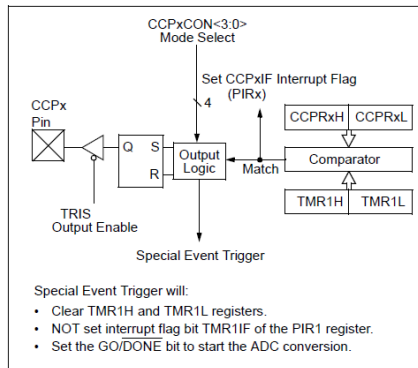 CCPxCON<3:0>
Mode Select
Set CCPxIF Interrupt Flag
(PIRx)
4
CCPx
Pin
CCPRxH CCPRxL
Q S
R
Output
Logic
Match
Comparator
TRIS
Output Enable
TMR1H TMR1L
Special Event Trigger
Special Event Trigger will:
• Clear TMR1H and TMR1L registers.
• NOT set interrupt flag bit TMR1IF of the PIR1 register.
• Set the GO/DONE bit to start the ADC conversion.